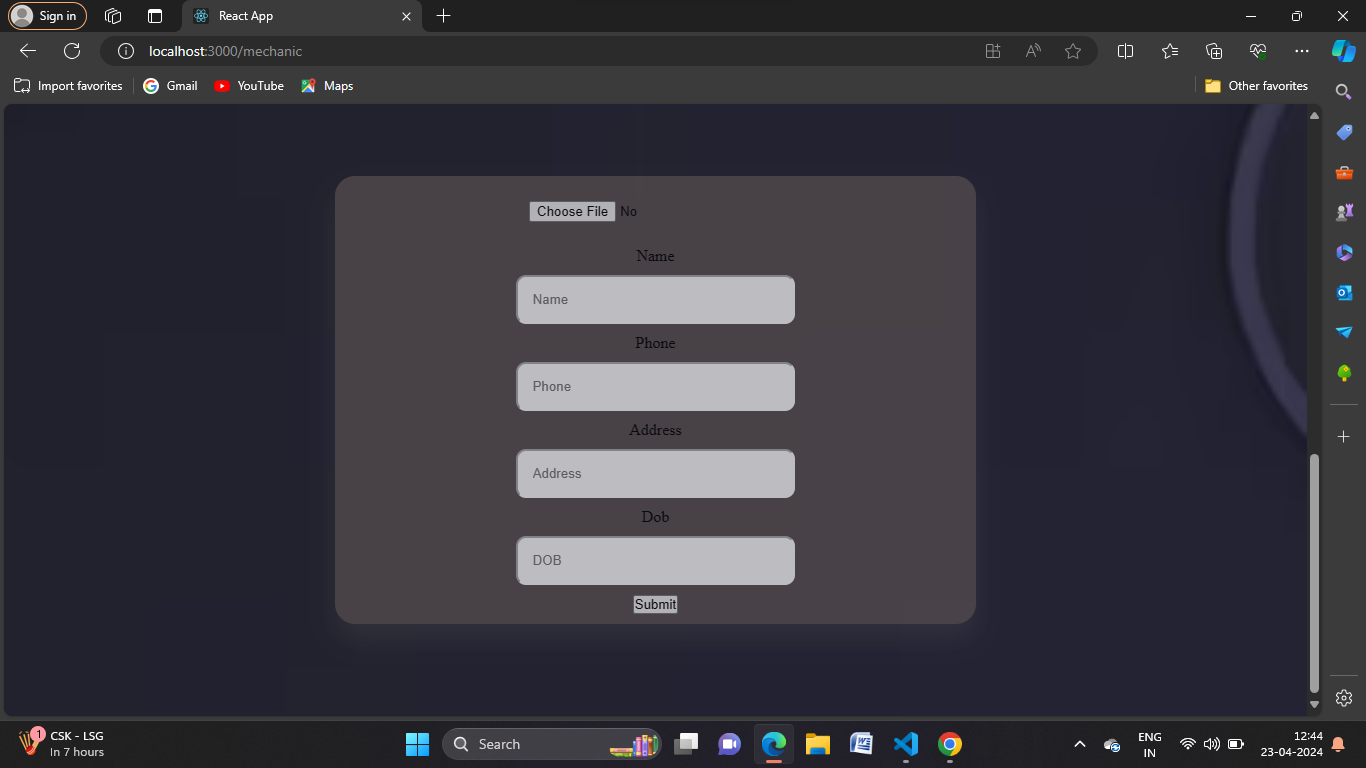 Sign in
React App
localhost:3000/mechanic
Import favorites
Gmail
YouTube
Maps
Other favorites
Choose File No
Name
Name
Phone
Phone
Address
Address
Dob
DOB
Submit
1
CSK - LSG
In 7 hours
Search
ENG
IN
12:44
23-04-2024